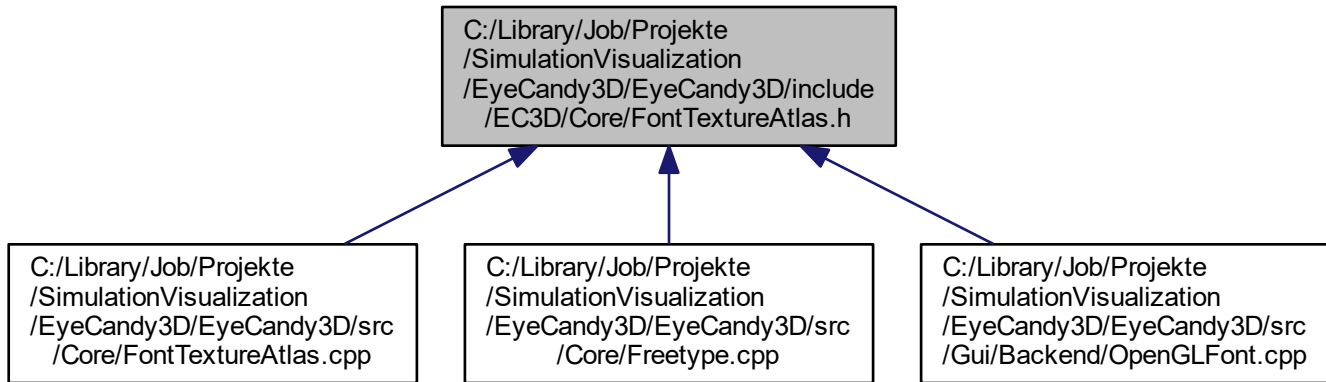 C:/Library/Job/Projekte
/SimulationVisualization
/EyeCandy3D/EyeCandy3D/include
/EC3D/Core/FontTextureAtlas.h
C:/Library/Job/Projekte
/SimulationVisualization
/EyeCandy3D/EyeCandy3D/src
/Core/FontTextureAtlas.cpp
C:/Library/Job/Projekte
/SimulationVisualization
/EyeCandy3D/EyeCandy3D/src
/Core/Freetype.cpp
C:/Library/Job/Projekte
/SimulationVisualization
/EyeCandy3D/EyeCandy3D/src
/Gui/Backend/OpenGLFont.cpp